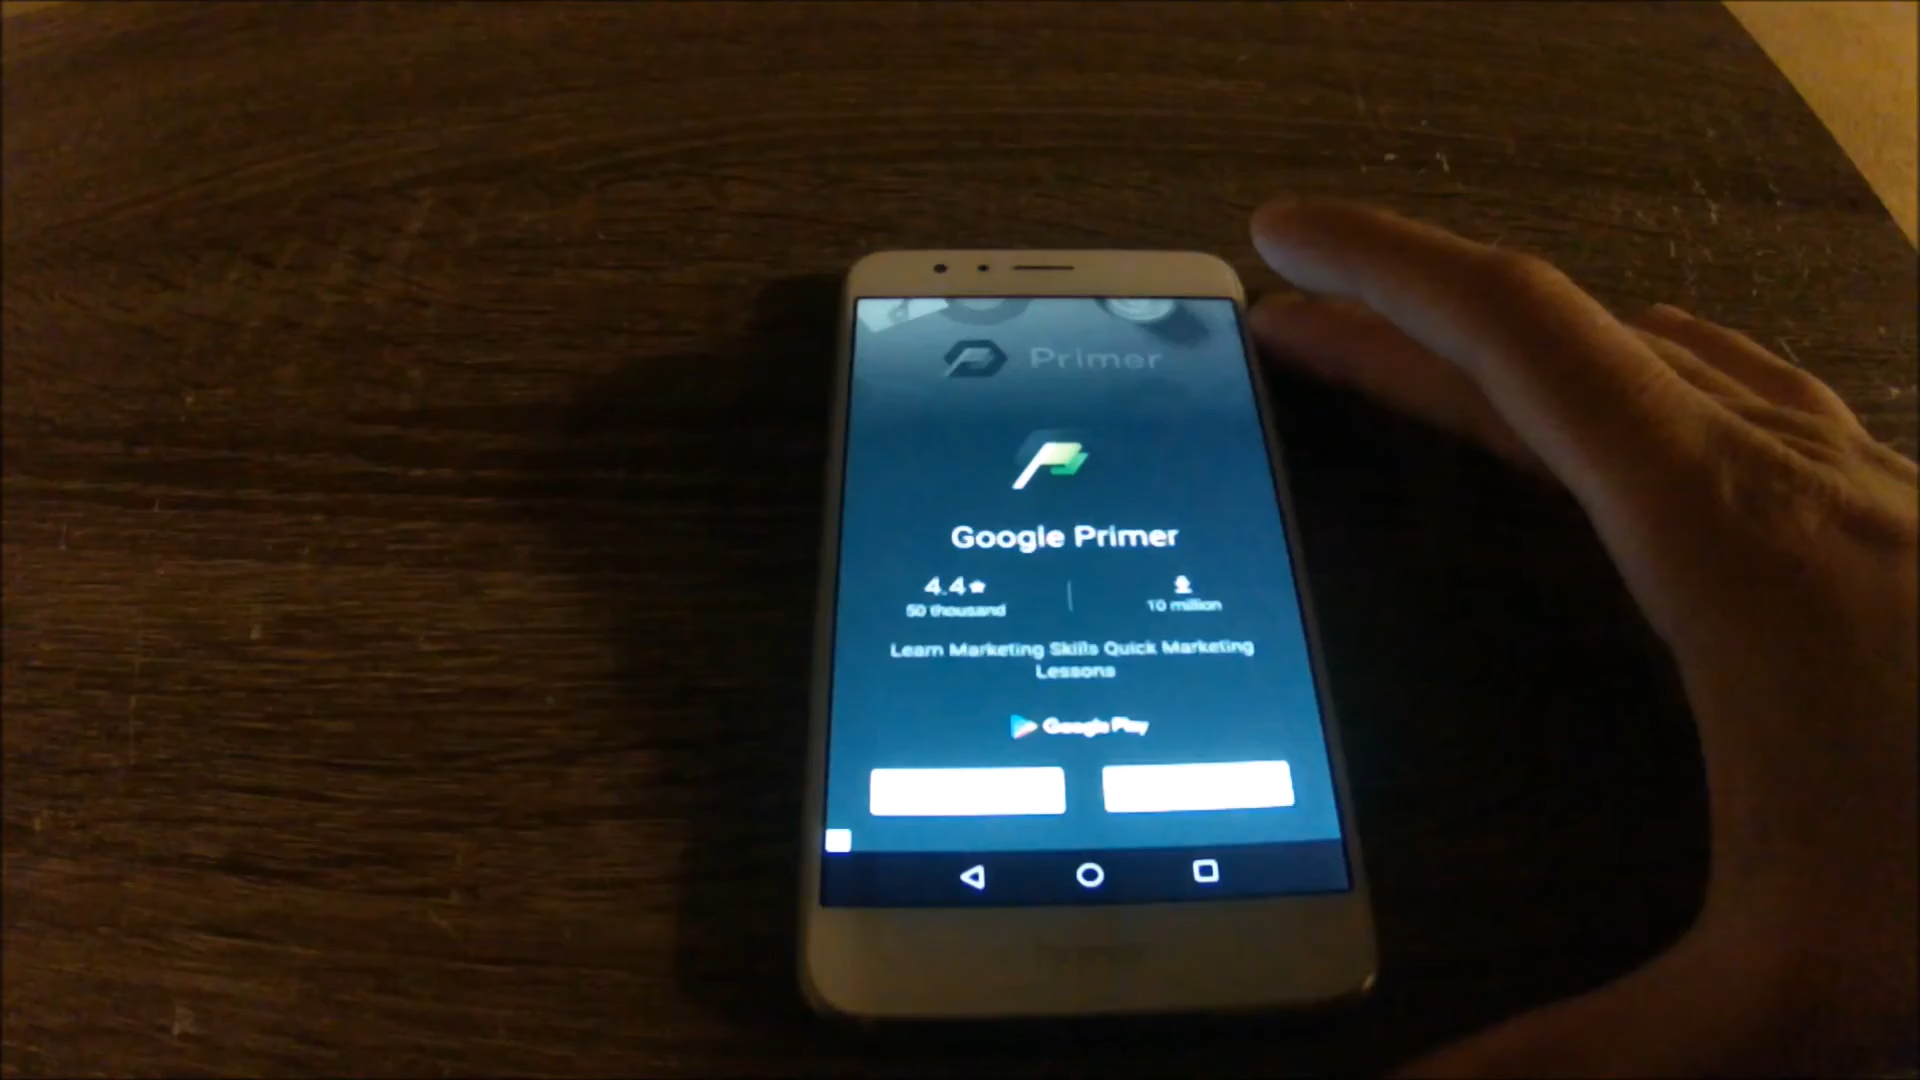 Primer
Google Primer
4.4★
50 thousand
10 million
Learn Marketing Skills Quick Marketing
Lessons
Google Play